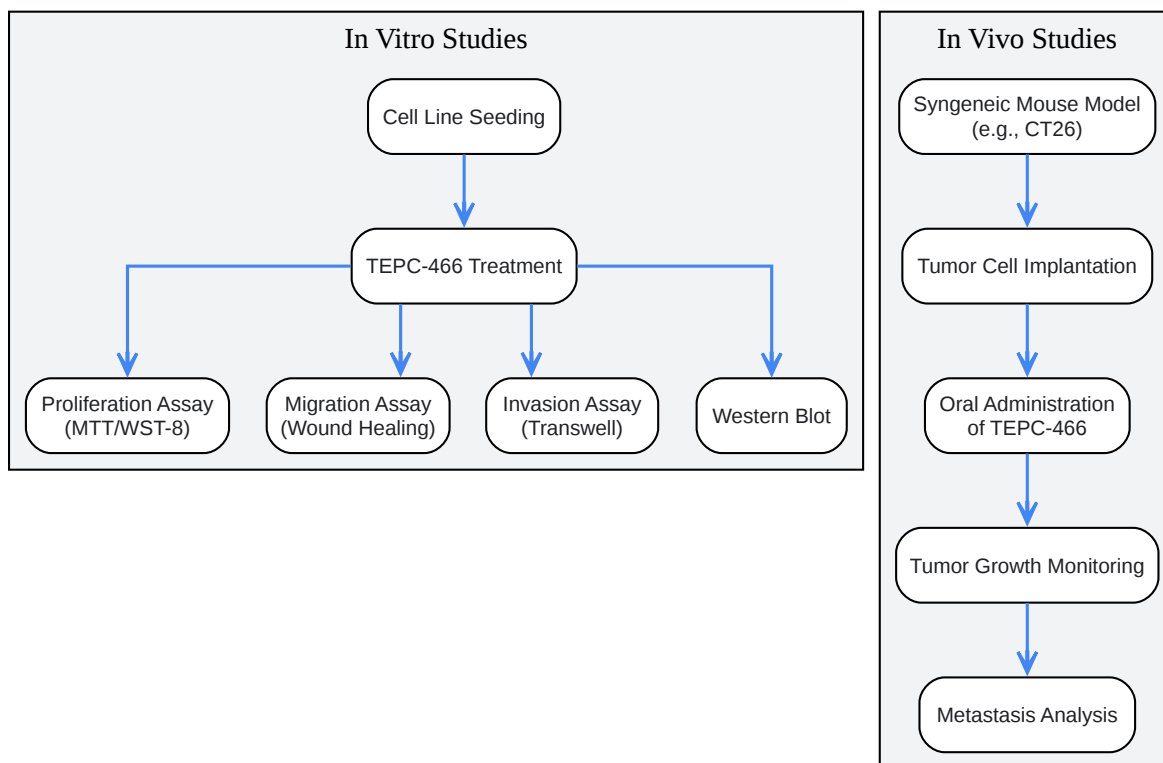 In Vitro Studies
Cell Line Seeding
TEPC-466 Treatment
Proliferation Assay
(MTT/WST-8)
Migration Assay
(Wound Healing)
Invasion Assay
(Transwell)
Western Blot
In Vivo Studies
Syngeneic Mouse Model
(e.g., CT26)
Tumor Cell Implantation
Oral Administration
of TEPC-466
Tumor Growth Monitoring
Metastasis Analysis